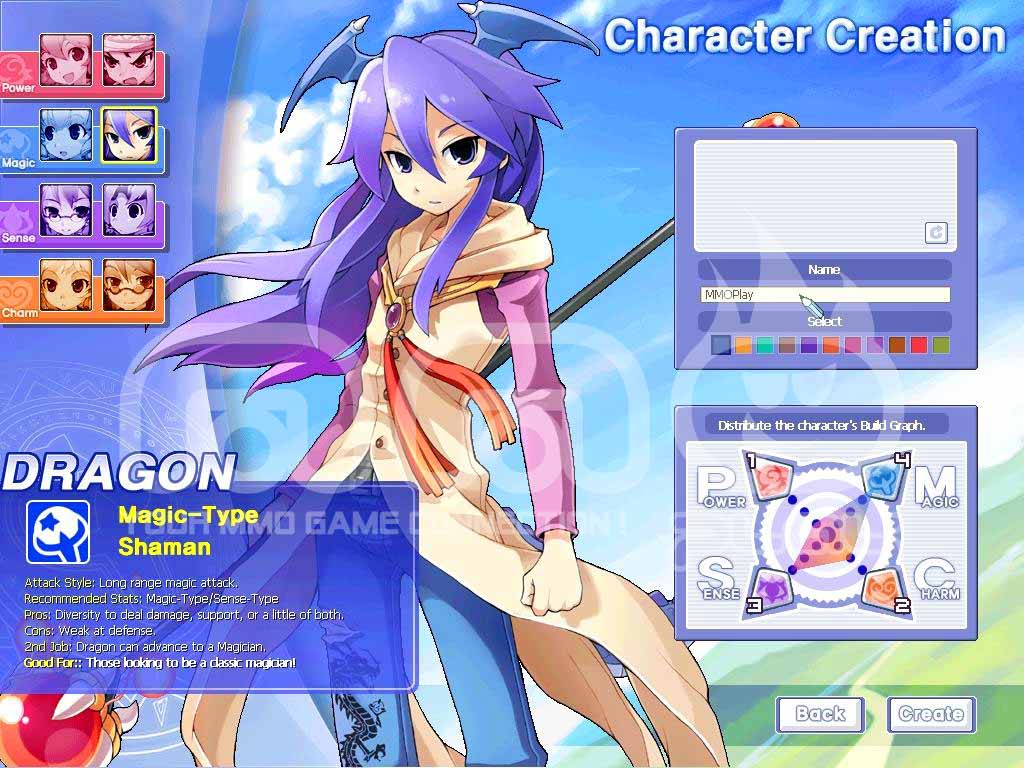 Character Creation
Power
Magic
Sense
Charm
Name
MMOPlay
Select
DRAGON
Magic-Type
Shaman
Attack Style: Long range magic attack.
Recommended Stats: Magic-Type/Sense-Type
Pros: Diversity to deal damage, support, or a little of both.
Cons: Weak at defense.
2nd Job: Dragon can advance to a Magician.
Good For:: Those looking to be a classic magician!
MMO GAME CONNECTION!
Distribute the character's Build Graph.
1
4
POWER
MAGIC
SENSE
CHARM
3
2
Back
Create